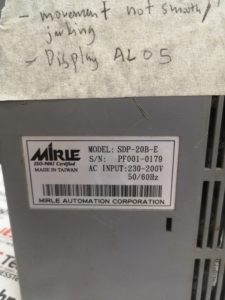 - movement not smooth/
jerking
- Display AL05
MIRLE
ISO-9001 Certified
MADE IN TAIWAN
MODEL: SDP-20B-E
S/N: PF001-0179
AC INPUT:230-200V
50/60Hz
MIRLE AUTOMATION CORPORATION